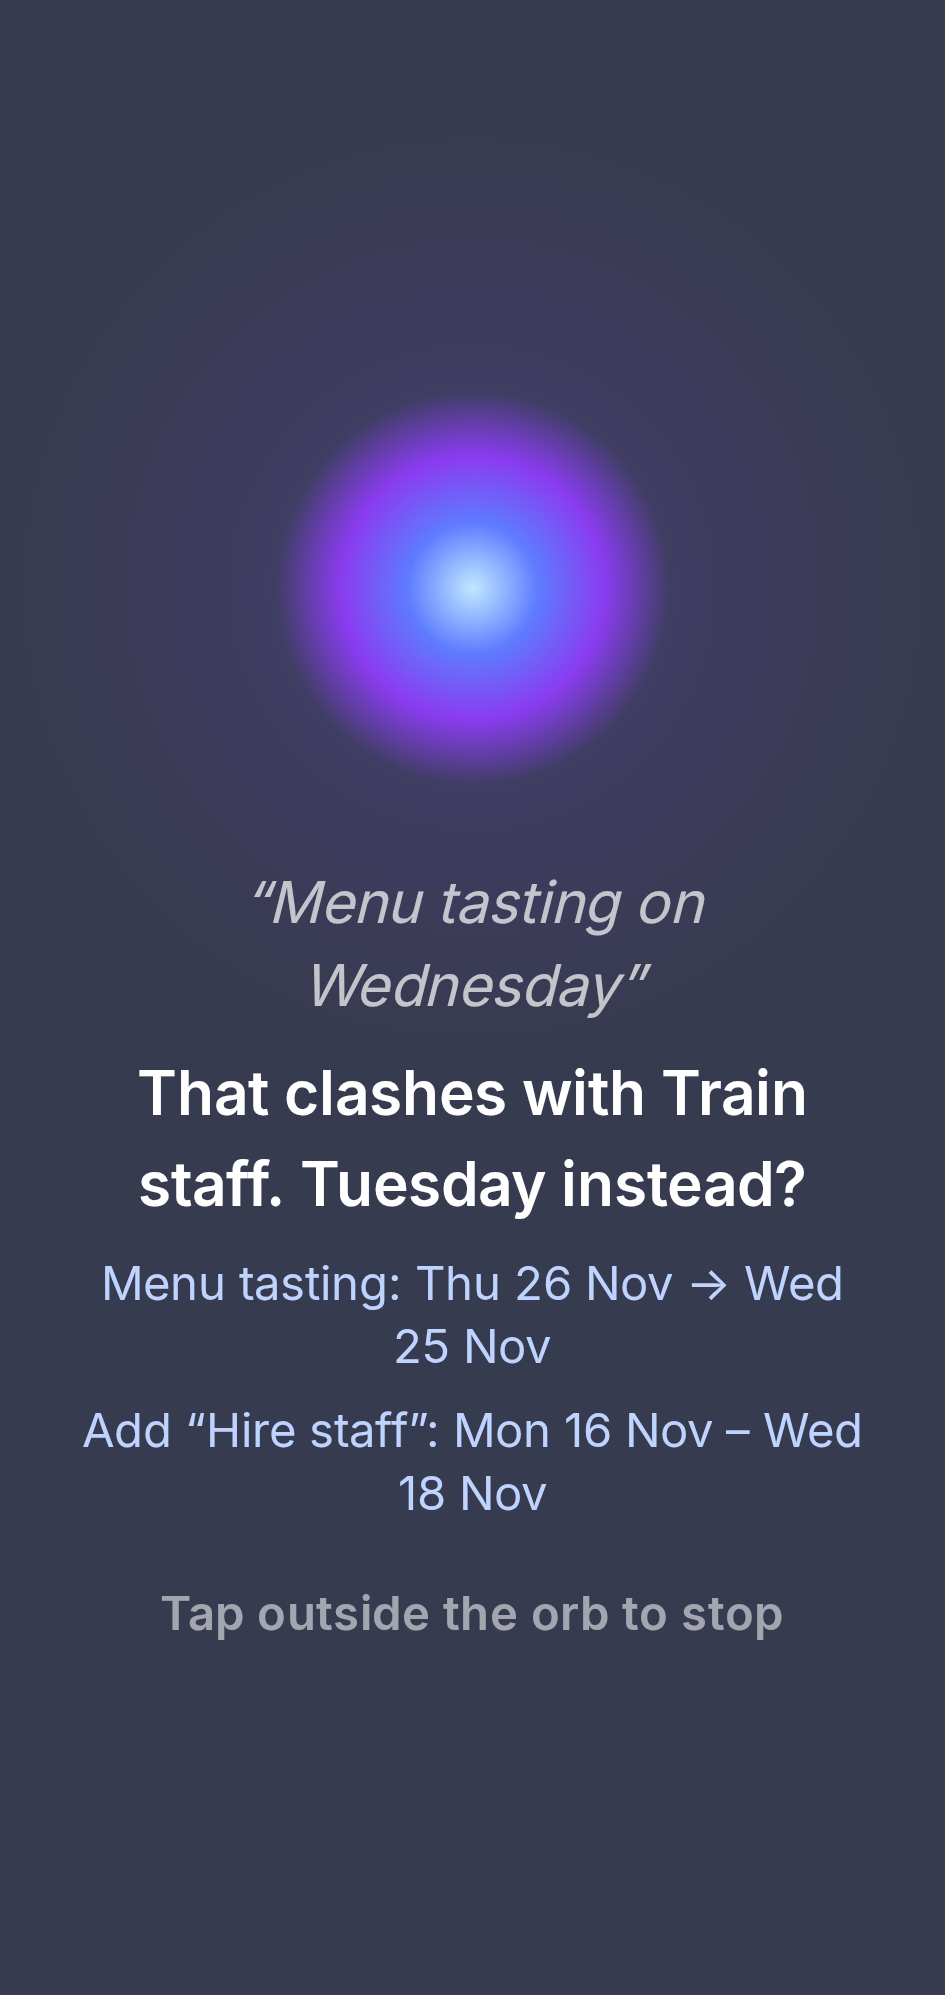 “Menu tasting on
Wednesday”
That clashes with Train
staff. Tuesday instead?
Menu tasting: Thu 26 Nov → Wed
25 Nov
Add “Hire staff”: Mon 16 Nov – Wed
18 Nov
Tap outside the orb to stop